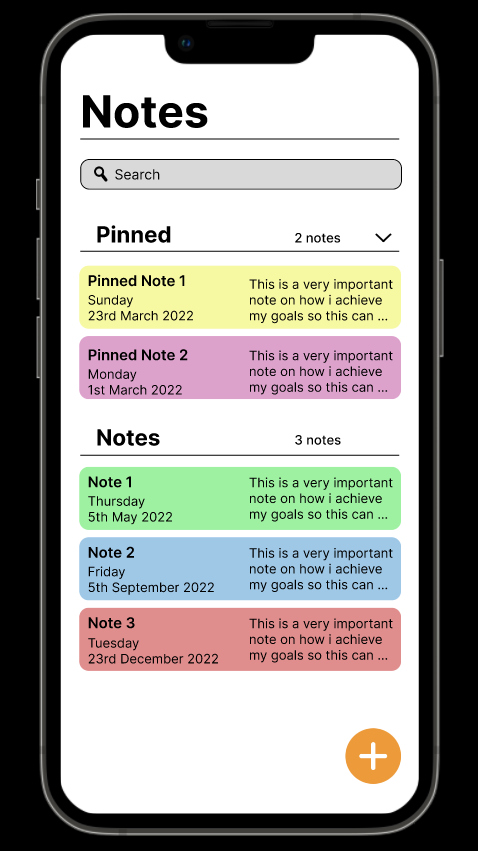 Notes
Search
Pinned
2 notes
Pinned Note 1
Sunday
23rd March 2022
This is a very important
note on how i achieve
my goals so this can ...
Pinned Note 2
Monday
1st March 2022
This is a very important
note on how i achieve
my goals so this can ...
Notes
3 notes
Note 1
Thursday
5th May 2022
This is a very important
note on how i achieve
my goals so this can ...
Note 2
Friday
5th September 2022
This is a very important
note on how i achieve
my goals so this can ...
Note 3
Tuesday
23rd December 2022
This is a very important
note on how i achieve
my goals so this can ...